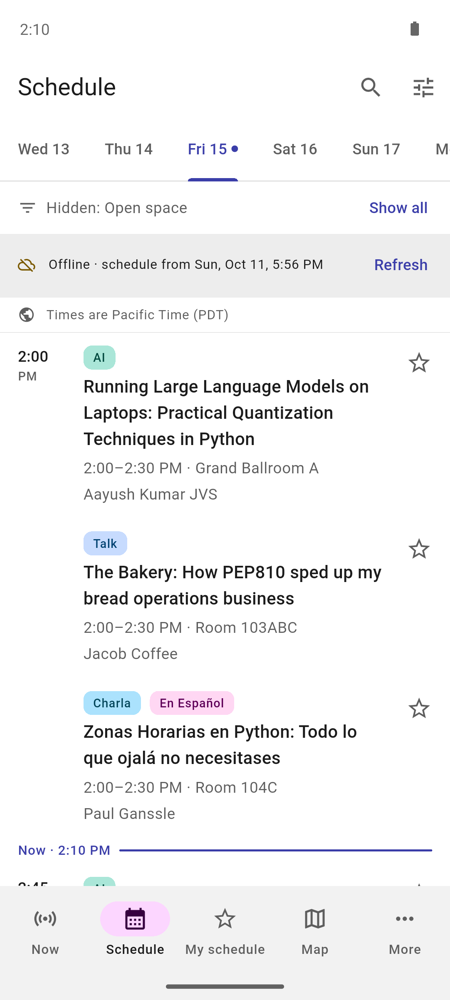 2:10
Schedule
Wed 13 Thu 14 Fri 15 Sat 16 Sun 17 M
Hidden: Open space Show all
Offline · schedule from Sun, Oct 11, 5:56 PM Refresh
Times are Pacific Time (PDT)
2:00
PM
AI
Running Large Language Models on
Laptops: Practical Quantization
Techniques in Python
2:00–2:30 PM · Grand Ballroom A
Aayush Kumar JVS
Talk
The Bakery: How PEP810 sped up my
bread operations business
2:00–2:30 PM · Room 103ABC
Jacob Coffee
Charla En Español
Zonas Horarias en Python: Todo lo
que ojalá no necesitases
2:00–2:30 PM · Room 104C
Paul Ganssle
Now · 2:10 PM
2:45 AI
Now Schedule My schedule Map More